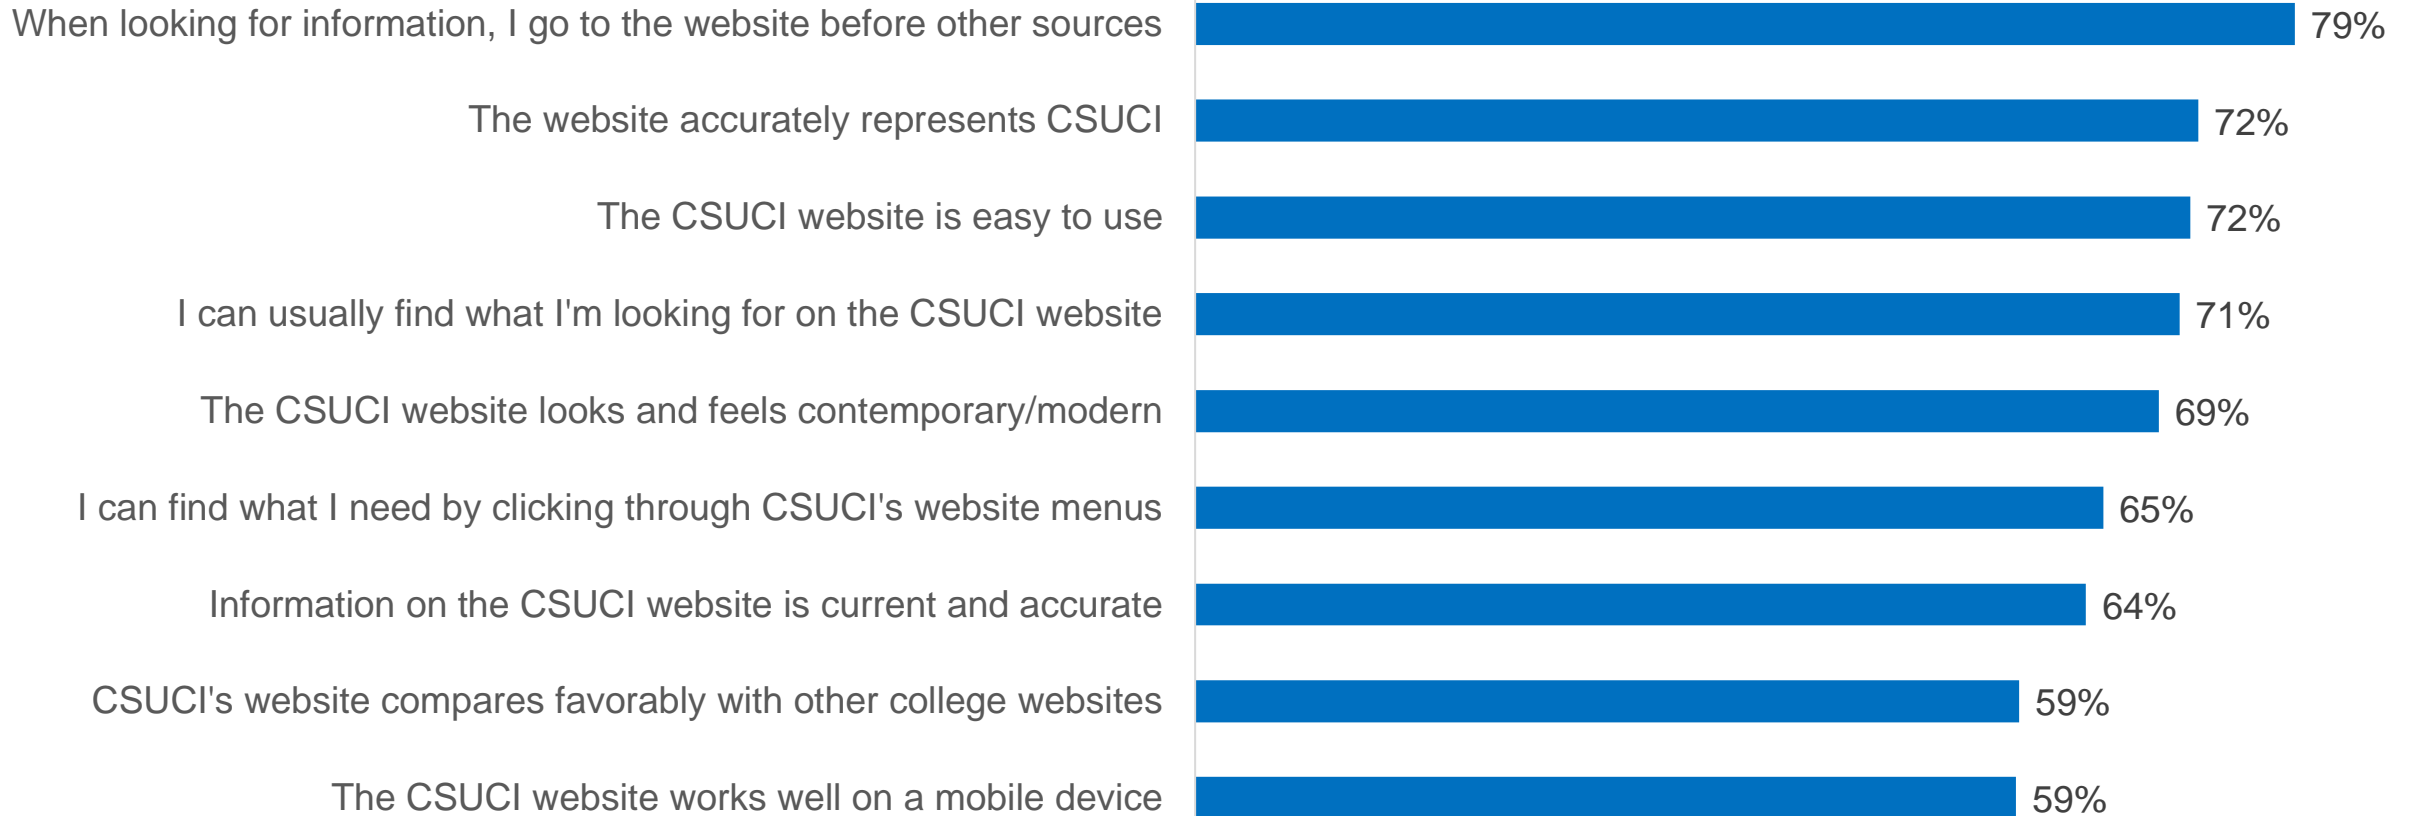 When looking for information, I go to the website before other sources 79%
The website accurately represents CSUCI 72%
The CSUCI website is easy to use 72%
I can usually find what I'm looking for on the CSUCI website 71%
The CSUCI website looks and feels contemporary/modern 69%
I can find what I need by clicking through CSUCI's website menus 65%
Information on the CSUCI website is current and accurate 64%
CSUCI's website compares favorably with other college websites 59%
The CSUCI website works well on a mobile device 59%